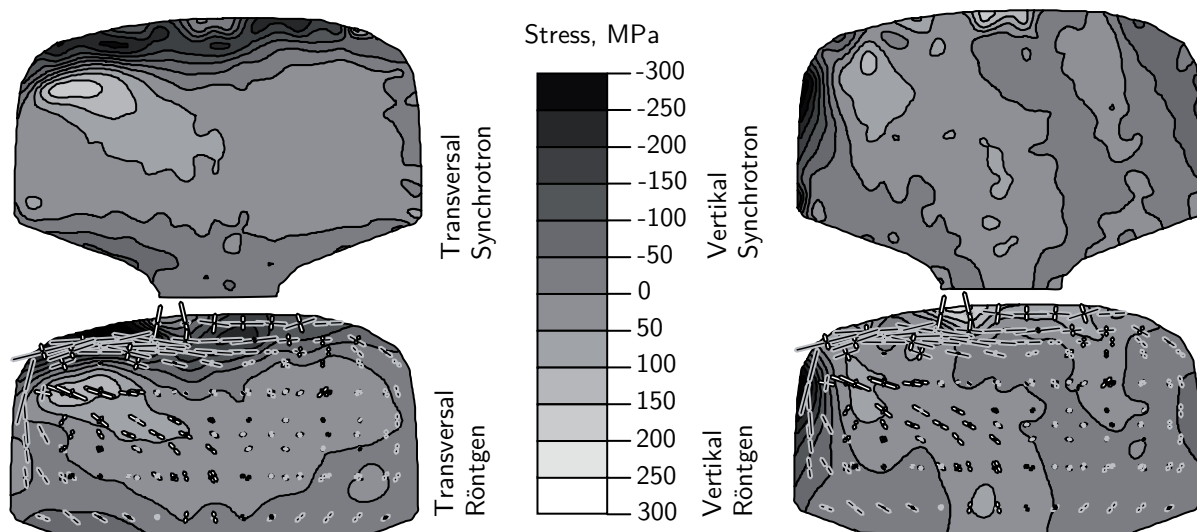 Stress, MPa
-300
-250
-200
-150
-100
-50
0
50
100
150
200
250
300
Transversal
Synchrotron
Vertikal
Synchrotron
Transversal
Röntgen
Vertikal
Röntgen